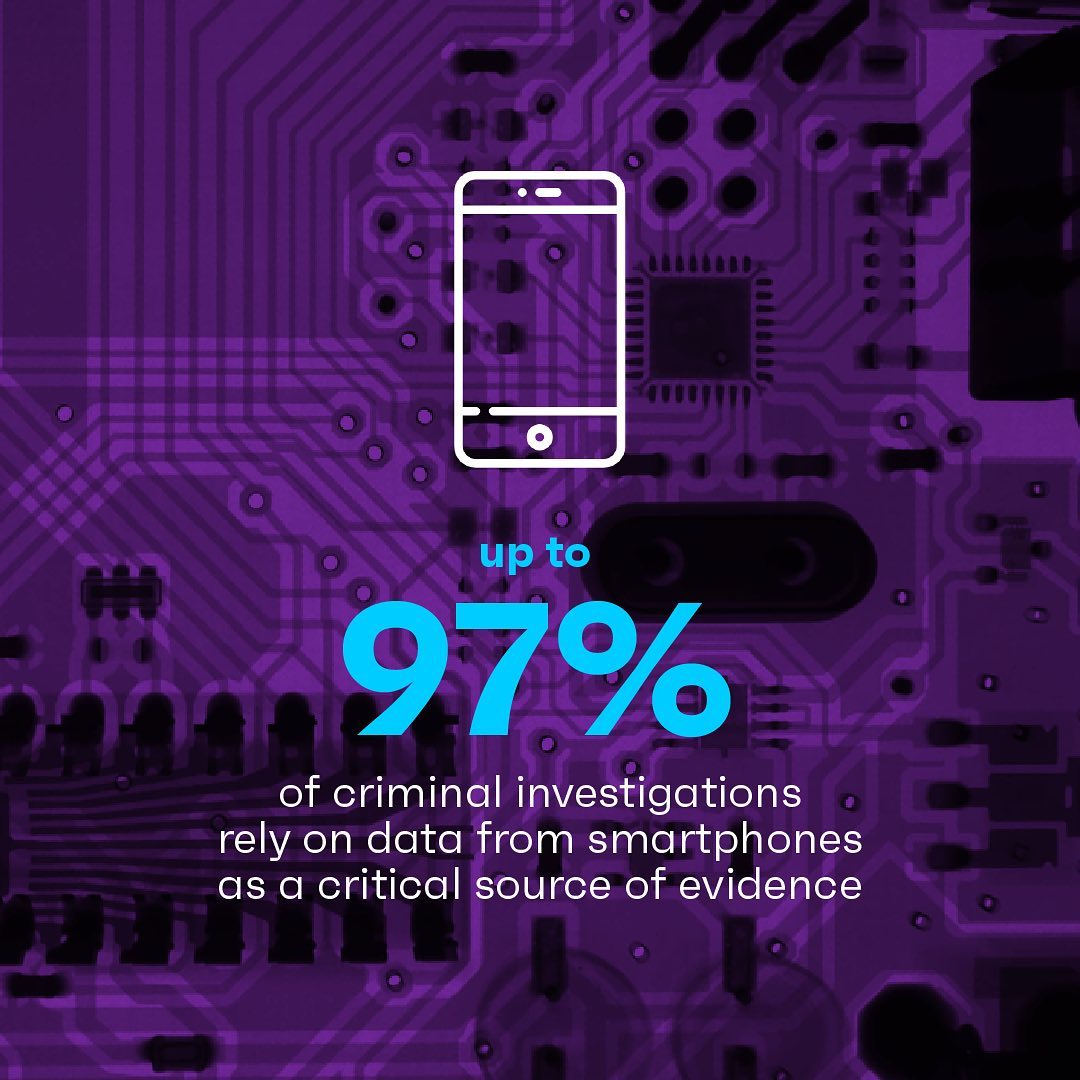 up to
97%
of criminal investigations
rely on data from smartphones
as a critical source of evidence